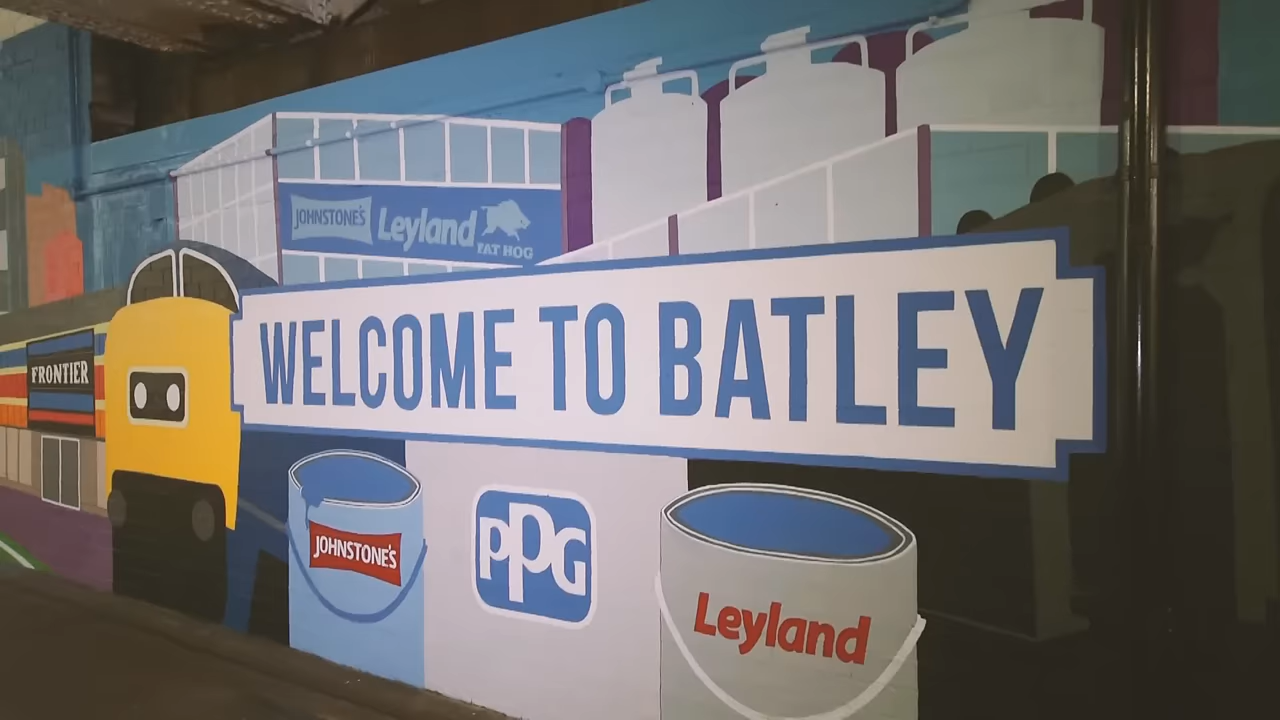 JOHNSTONE'S Leyland
FAT HOG
FRONTIER
WELCOME TO BATLEY
JOHNSTONE'S
PPG
Leyland